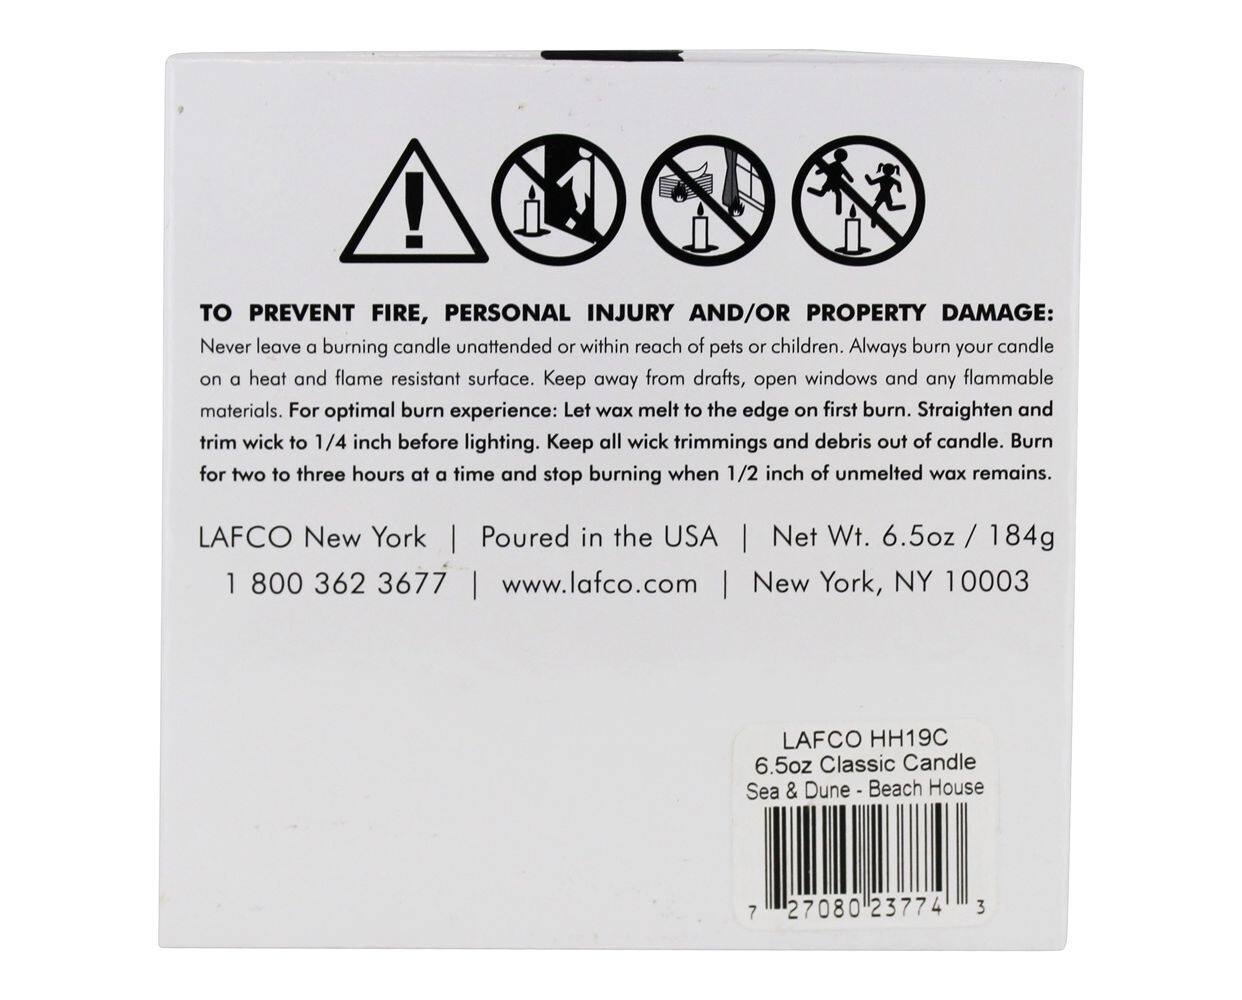 TO PREVENT FIRE, PERSONAL INJURY AND/OR PROPERTY DAMAGE:
Never leave a burning candle unattended or within reach of pets or children. Always burn your candle
on a heat and flame resistant surface. Keep away from drafts, open windows and any flammable
materials. For optimal burn experience: Let wax melt to the edge on first burn. Straighten and
trim wick to 1/4 inch before lighting. Keep all wick trimmings and debris out of candle. Burn
for two to three hours at a time and stop burning when 1/2 inch of unmelted wax remains.
LAFCO New York | Poured in the USA | Net Wt. 6.5oz / 184g
1 800 362 3677 | www.lafco.com | New York, NY 10003
LAFCO HH19C
6.5oz Classic Candle
Sea & Dune - Beach House
7 27080 23774 3